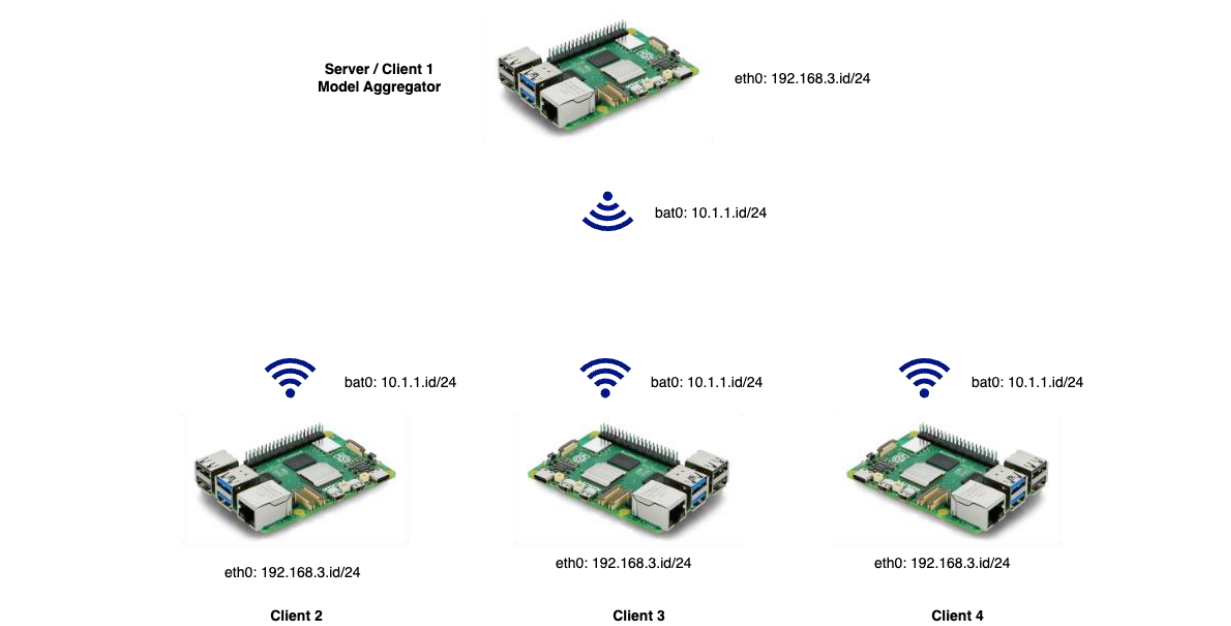 Server / Client 1
Model Aggregator
eth0: 192.168.3.id/24
bat0: 10.1.1.id/24
bat0: 10.1.1.id/24
bat0: 10.1.1.id/24
bat0: 10.1.1.id/24
eth0: 192.168.3.id/24
eth0: 192.168.3.id/24
eth0: 192.168.3.id/24
Client 2
Client 3
Client 4